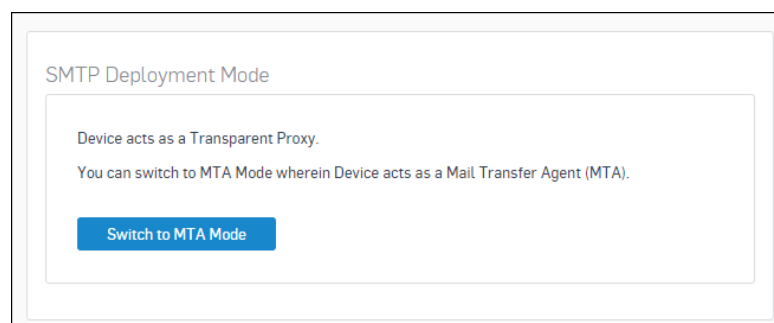 SMTP Deployment Mode
Device acts as a Transparent Proxy.
You can switch to MTA Mode wherein Device acts as a Mail Transfer Agent (MTA).
Switch to MTA Mode